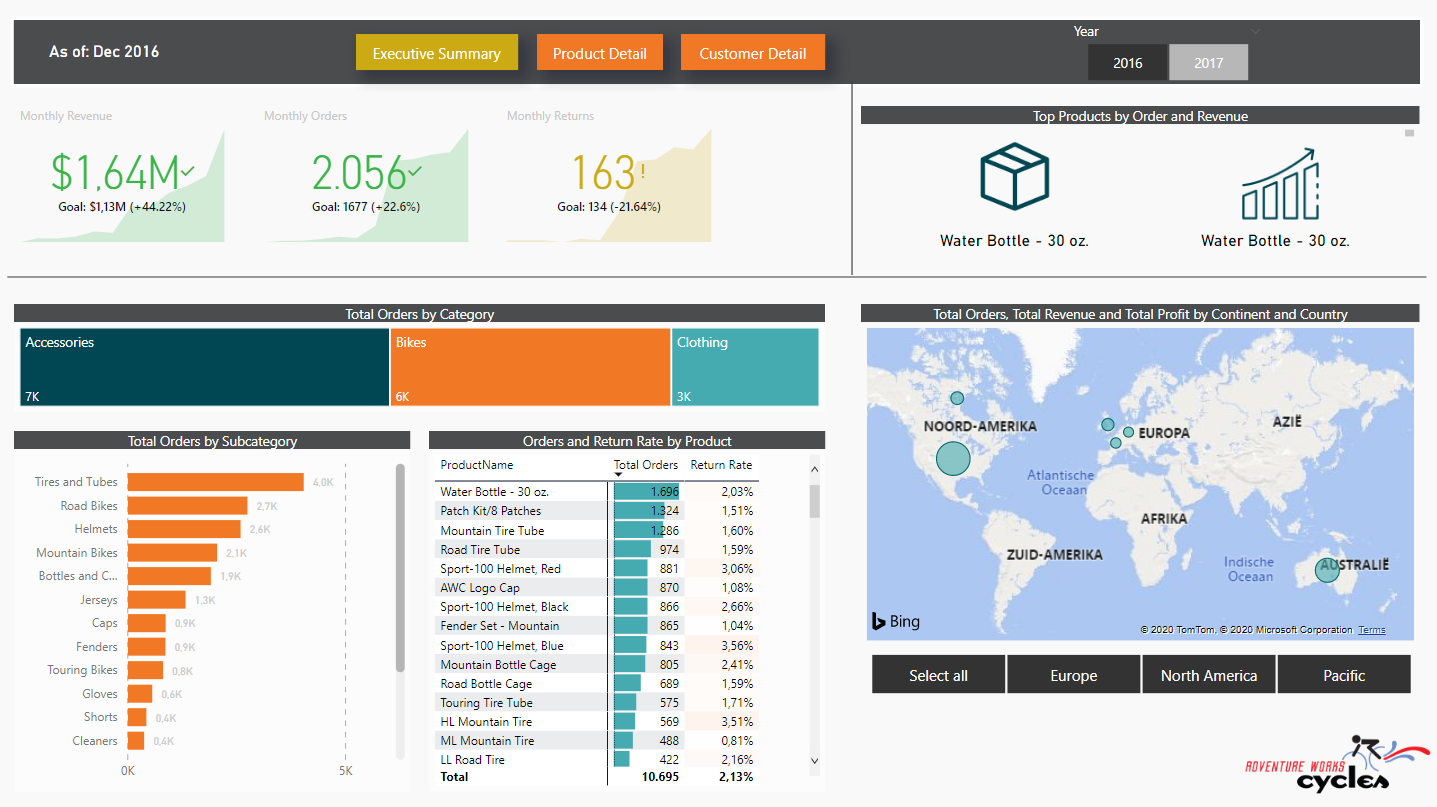 As of: Dec 2016
Executive Summary
Product Detail
Customer Detail
Year
2016
2017
Monthly Revenue
$1,64M
Goal: $1,13M (+44.22%)
Monthly Orders
2.056
Goal: 1677 (+22.6%)
Monthly Returns
163!
Goal: 134 (-21.64%)
Top Products by Order and Revenue
Water Bottle - 30 oz.
Water Bottle - 30 oz.
Total Orders by Category
Accessories
7K
Bikes
6K
Clothing
3K
Total Orders by Subcategory
Tires and Tubes 4,0K
Road Bikes 2,7K
Helmets 2,6K
Mountain Bikes 2,1K
Bottles and C... 1,9K
Jerseys 1,3K
Caps 0,9K
Fenders 0,9K
Touring Bikes 0,8K
Gloves 0,6K
Shorts 0,4K
Cleaners 0,4K
0K 5K
Orders and Return Rate by Product
ProductName Total Orders Return Rate
Water Bottle - 30 oz. 1.696 2,03%
Patch Kit/8 Patches 1.324 1,51%
Mountain Tire Tube 1.286 1,60%
Road Tire Tube 974 1,59%
Sport-100 Helmet, Red 881 3,06%
AWC Logo Cap 870 1,08%
Sport-100 Helmet, Black 866 2,66%
Fender Set - Mountain 865 1,04%
Sport-100 Helmet, Blue 843 3,56%
Mountain Bottle Cage 805 2,41%
Road Bottle Cage 689 1,59%
Touring Tire Tube 575 1,71%
HL Mountain Tire 569 3,51%
ML Mountain Tire 488 0,81%
LL Road Tire 422 2,16%
Total 10.695 2,13%
Total Orders, Total Revenue and Total Profit by Continent and Country
NOORD-AMERIKA
EUROPA
AZIË
Atlantische
Oceaan
AFRIKA
ZUID-AMERIKA
Indische
Oceaan
AUSTRALIË
Bing
© 2020 TomTom, © 2020 Microsoft Corporation Terms
Select all
Europe
North America
Pacific
ADVENTURE WORKS
cycles